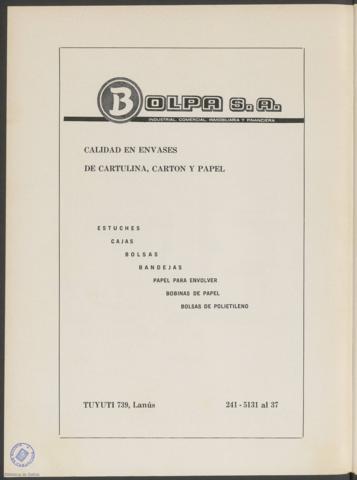 BOLPA S.A.
INDUSTRIAL, COMERCIAL, INMOBILIARIA Y FINANCIERA
CALIDAD EN ENVASES
DE CARTULINA, CARTON Y PAPEL
ESTUCHES
CAJAS
BOLSAS
BANDEJAS
PAPEL PARA ENVOLVER
BOBINAS DE PAPEL
BOLSAS DE POLIETILENO
TUYUTI 739, Lanús 241 - 5131 al 37